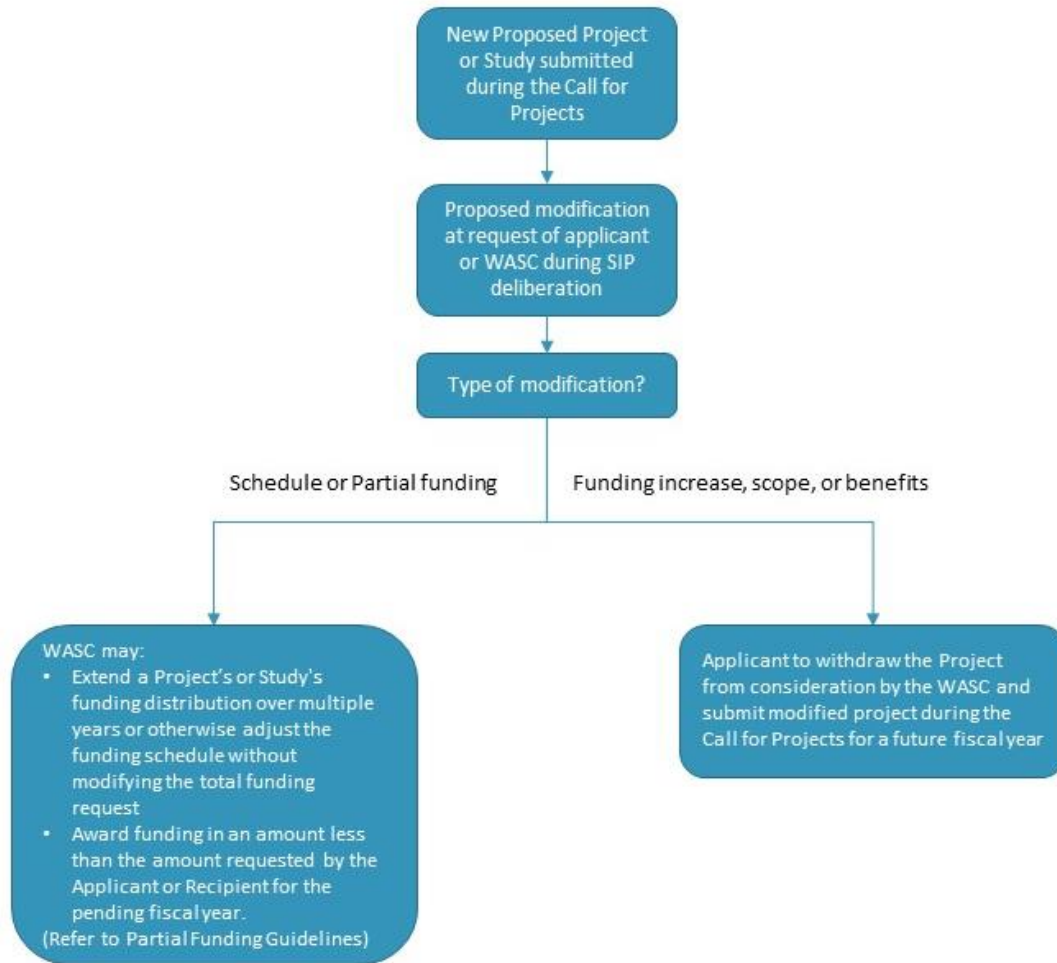 New Proposed Project
or Study submitted
during the Call for
Projects
Proposed modification
at request of applicant
or WASC during SIP
deliberation
Type of modification?
Schedule or Partial funding
Funding increase, scope, or benefits
WASC may:
• Extend a Project's or Study's
funding distribution over multiple
years or otherwise adjust the
funding schedule without
modifying the total funding
request
• Award funding in an amount less
than the amount requested by the
Applicant or Recipient for the
pending fiscal year.
(Refer to Partial Funding Guidelines)
Applicant to withdraw the Project
from consideration by the WASC and
submit modified project during the
Call for Projects for a future fiscal year